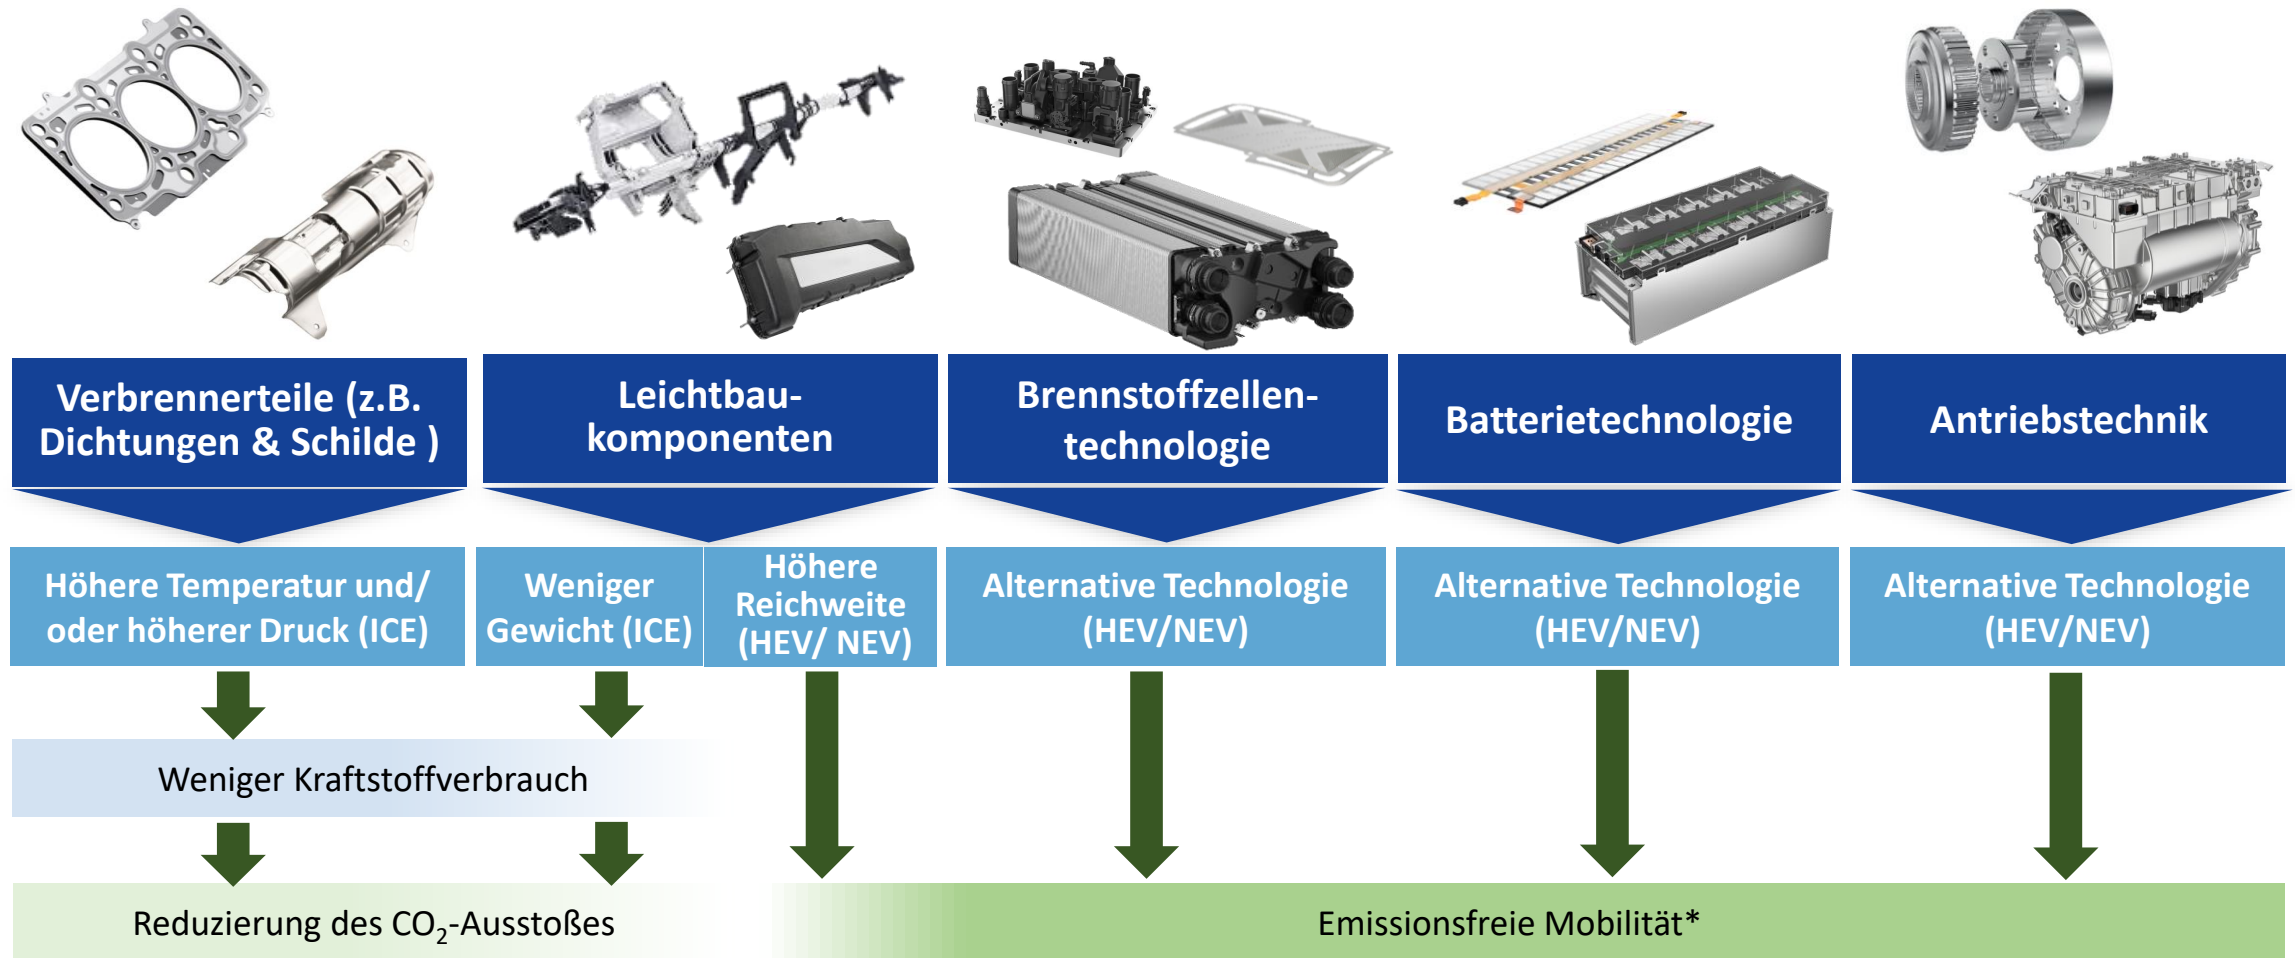 Verbrennerteile (z.B.
Dichtungen & Schilde )
Leichtbau-
komponenten
Brennstoffzellen-
technologie
Batterietechnologie
Antriebstechnik
Höhere Temperatur und/
oder höherer Druck (ICE)
Weniger
Gewicht (ICE)
Höhere
Reichweite
(HEV/ NEV)
Alternative Technologie
(HEV/NEV)
Alternative Technologie
(HEV/NEV)
Alternative Technologie
(HEV/NEV)
Weniger Kraftstoffverbrauch
Reduzierung des CO₂-Ausstoßes
Emissionsfreie Mobilität*